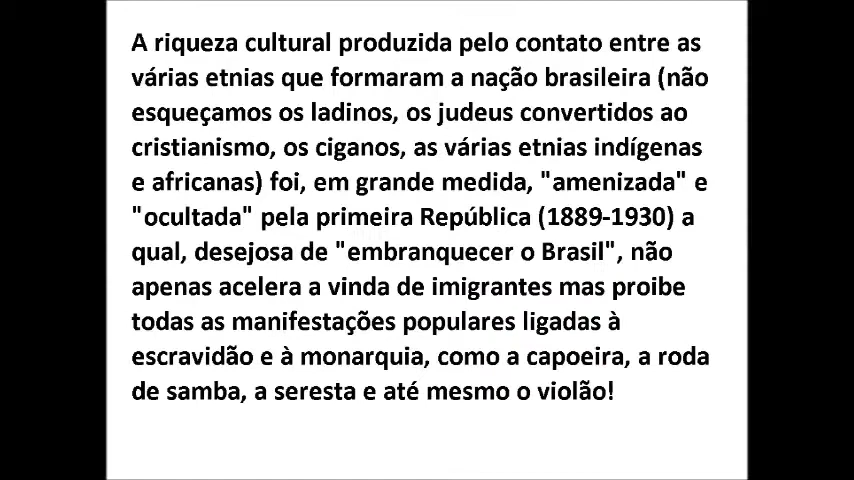 A riqueza cultural produzida pelo contato entre as
várias etnias que formaram a nação brasileira (não
esqueçamos os ladinos, os judeus convertidos ao
cristianismo, os ciganos, as várias etnias indígenas
e africanas) foi, em grande medida, "amenizada" e
"ocultada" pela primeira República (1889-1930) a
qual, desejosa de "embranquecer o Brasil", não
apenas acelera a vinda de imigrantes mas proibe
todas as manifestações populares ligadas à
escravidão e à monarquia, como a capoeira, a roda
de samba, a seresta e até mesmo o violão!